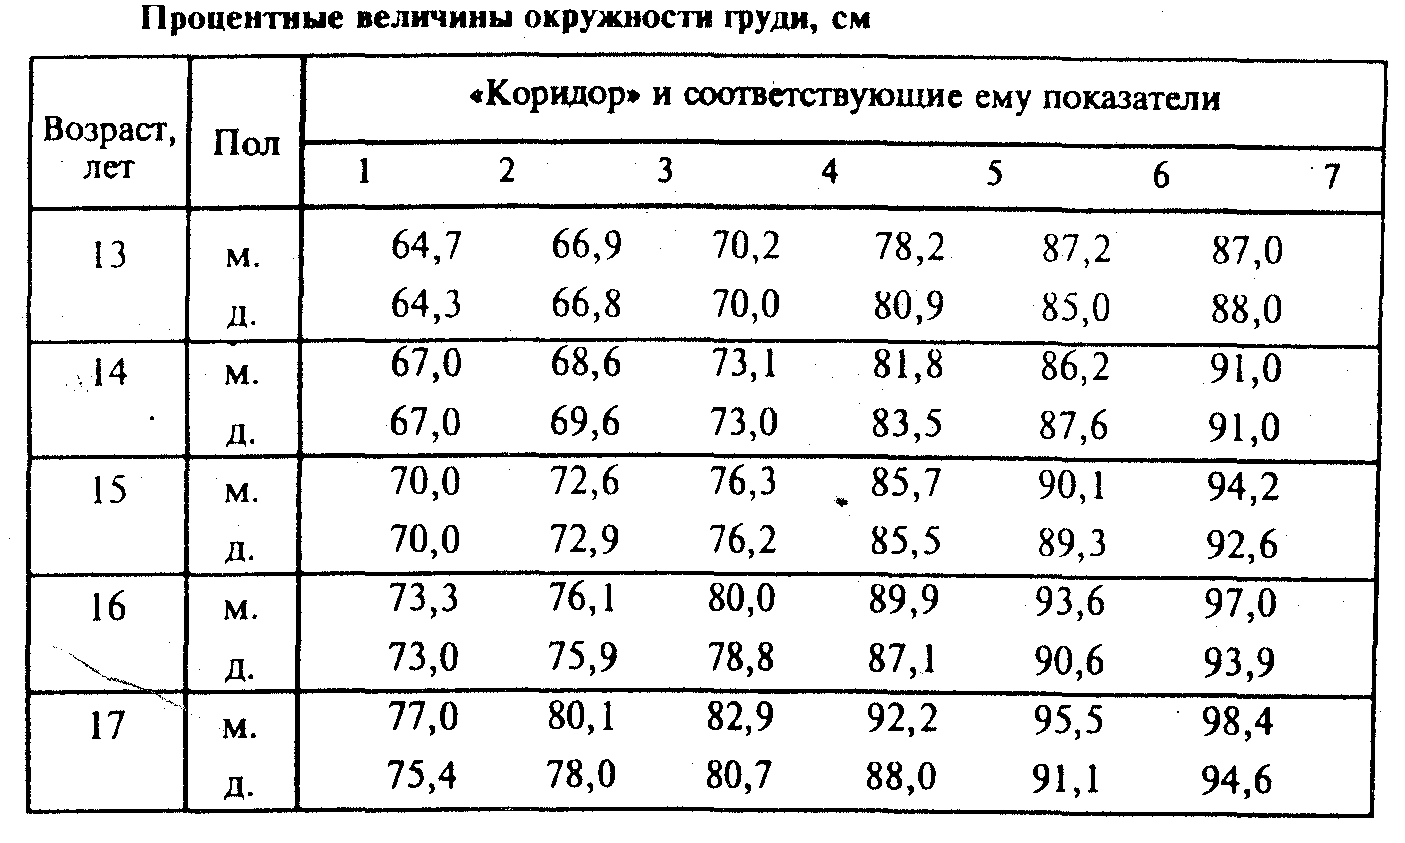 Процентные величины окружности груди, см
«Коридор» и соответствующие ему показатели
Возраст, лет Пол
1 2 3 4 5 6 7
13 м. 64,7 66,9 70,2 78,2 87,2 87,0
д. 64,3 66,8 70,0 80,9 85,0 88,0
14 м. 67,0 68,6 73,1 81,8 86,2 91,0
д. 67,0 69,6 73,0 83,5 87,6 91,0
15 м. 70,0 72,6 76,3 85,7 90,1 94,2
д. 70,0 72,9 76,2 85,5 89,3 92,6
16 м. 73,3 76,1 80,0 89,9 93,6 97,0
д. 73,0 75,9 78,8 87,1 90,6 93,9
17 м. 77,0 80,1 82,9 92,2 95,5 98,4
д. 75,4 78,0 80,7 88,0 91,1 94,6